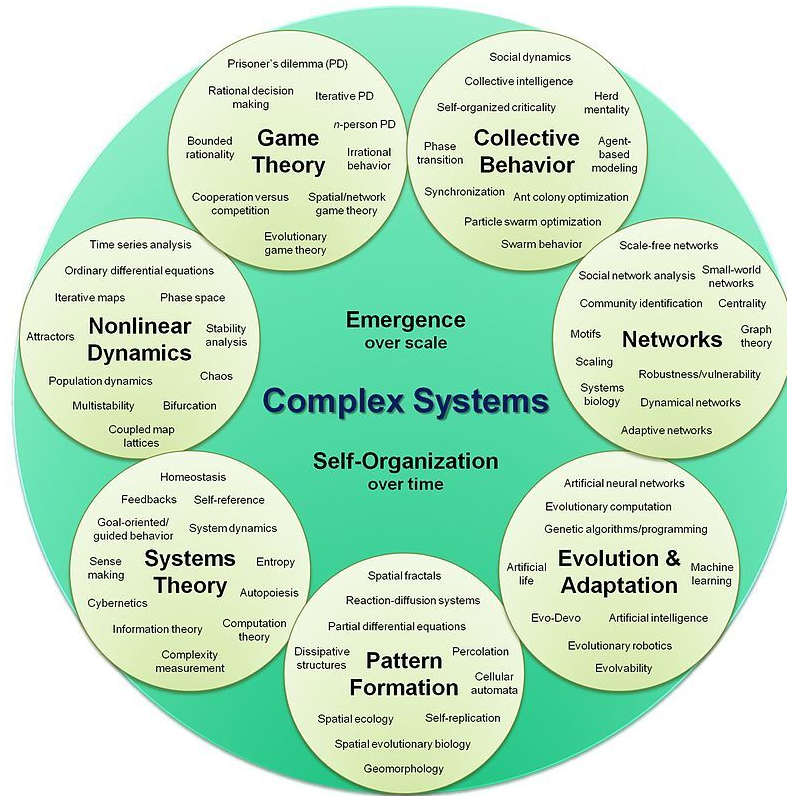 Prisoner's dilemma (PD)
Rational decision
making
Iterative PD
n-person PD
Game
Theory
Bounded
rationality
Irrational
behavior
Cooperation versus
competition
Spatial/network
game theory
Evolutionary
game theory
Social dynamics
Collective intelligence
Herd
mentality
Self-organized criticality
Collective
Behavior
Phase
transition
Agent-
based
modeling
Synchronization
Ant colony optimization
Particle swarm optimization
Swarm behavior
Time series analysis
Ordinary differential equations
Iterative maps
Phase space
Attractors
Nonlinear
Dynamics
Stability
analysis
Population dynamics
Chaos
Multistability
Bifurcation
Coupled map
lattices
Emergence
over scale
Complex Systems
Self-Organization
over time
Scale-free networks
Social network analysis
Small-world
networks
Community identification
Centrality
Motifs
Networks
Graph
theory
Scaling
Robustness/vulnerability
Systems
biology
Dynamical networks
Adaptive networks
Homeostasis
Feedbacks
Self-reference
Goal-oriented/
guided behavior
System dynamics
Sense
making
Systems
Theory
Entropy
Autopoiesis
Cybernetics
Information theory
Computation
theory
Complexity
measurement
Spatial fractals
Reaction-diffusion systems
Partial differential equations
Dissipative
structures
Pattern
Formation
Percolation
Cellular
automata
Spatial ecology
Self-replication
Spatial evolutionary biology
Geomorphology
Artificial neural networks
Evolutionary computation
Genetic algorithms/programming
Artificial
life
Evolution &
Adaptation
Machine
learning
Evo-Devo
Artificial intelligence
Evolutionary robotics
Evolvability